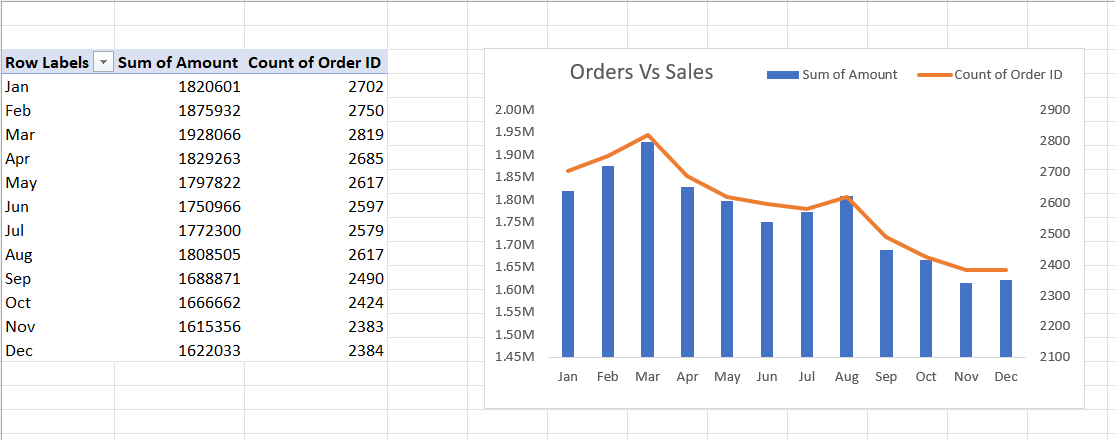 Row Labels Sum of Amount Count of Order ID
Jan 1820601 2702
Feb 1875932 2750
Mar 1928066 2819
Apr 1829263 2685
May 1797822 2617
Jun 1750966 2597
Jul 1772300 2579
Aug 1808505 2617
Sep 1688871 2490
Oct 1666662 2424
Nov 1615356 2383
Dec 1622033 2384
Orders Vs Sales
Sum of Amount Count of Order ID
2.00M
1.95M
1.90M
1.85M
1.80M
1.75M
1.70M
1.65M
1.60M
1.55M
1.50M
1.45M
2900
2800
2700
2600
2500
2400
2300
2200
2100
Jan Feb Mar Apr May Jun Jul Aug Sep Oct Nov Dec